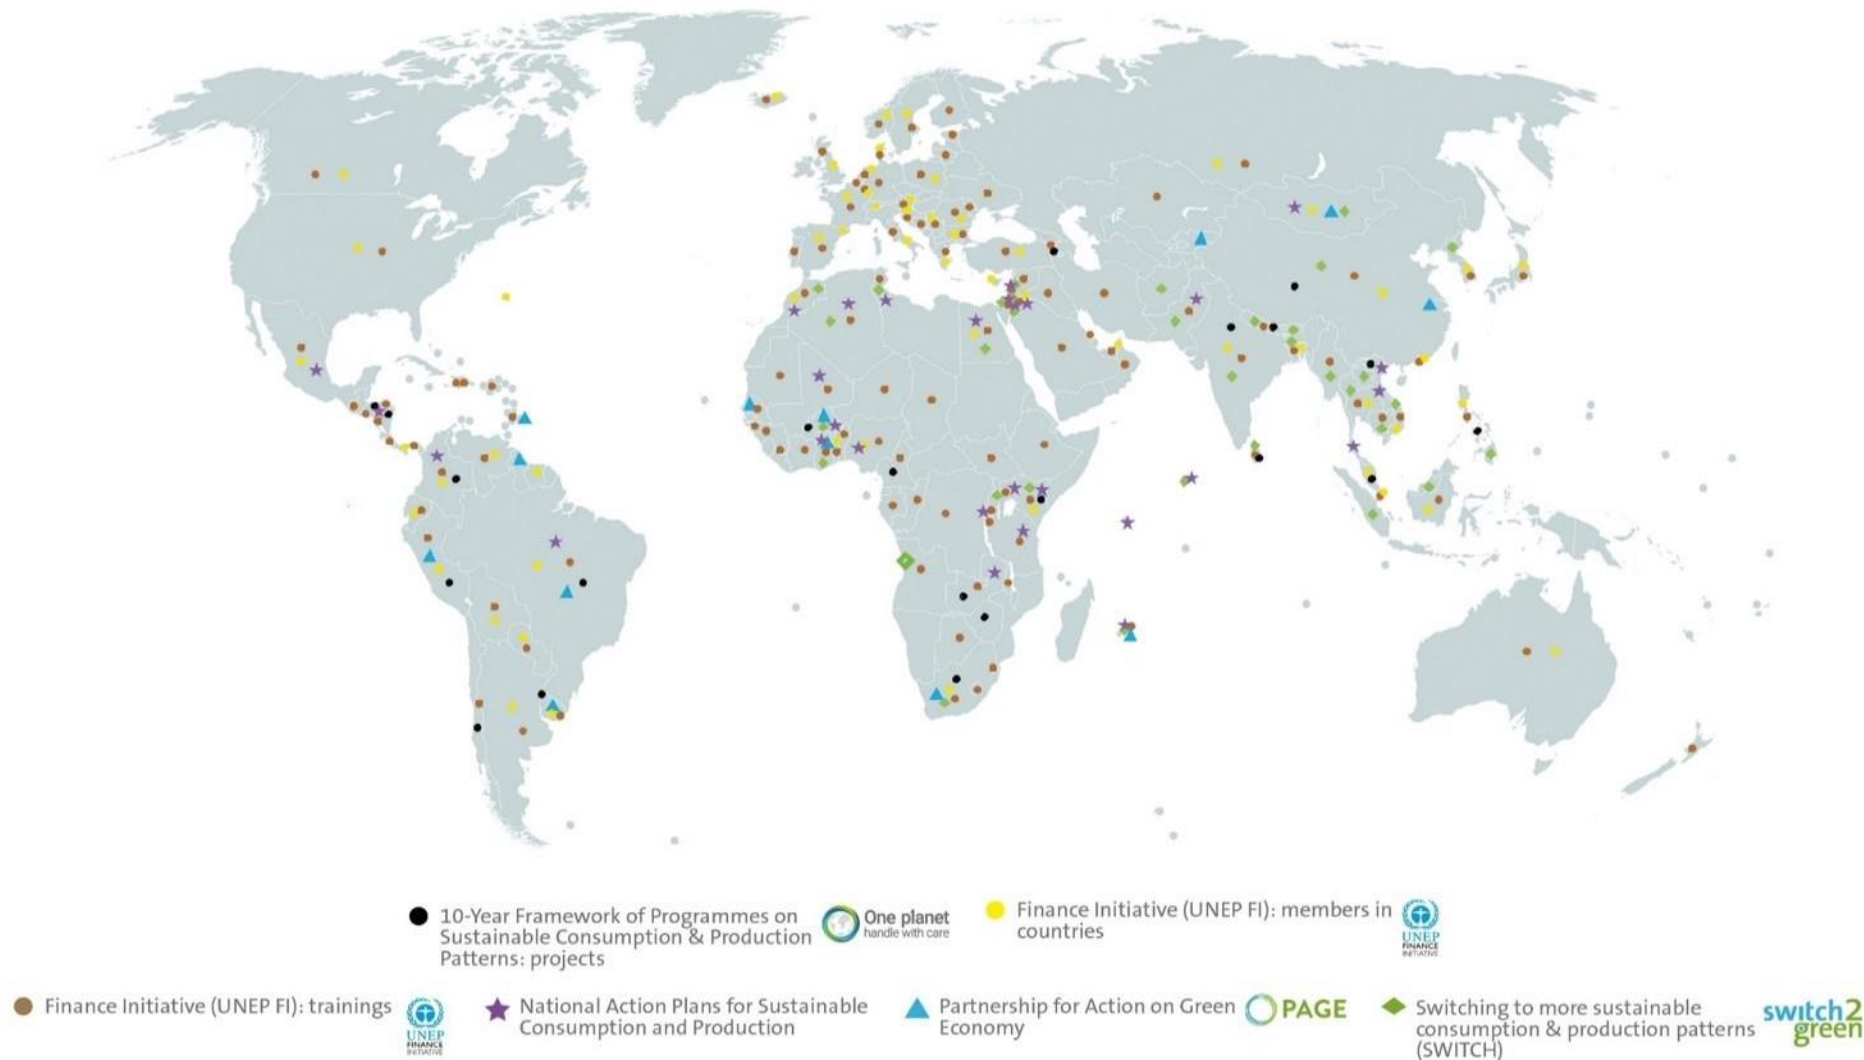 10-Year Framework of Programmes on
Sustainable Consumption & Production
Patterns: projects
One planet
handle with care
Finance Initiative (UNEP FI): members in
countries
UNEP
FINANCE
INITIATIVE
Finance Initiative (UNEP FI): trainings
UNEP
FINANCE
INITIATIVE
National Action Plans for Sustainable
Consumption and Production
Partnership for Action on Green
Economy
PAGE
Switching to more sustainable
consumption & production patterns
(SWITCH)
switch2
green